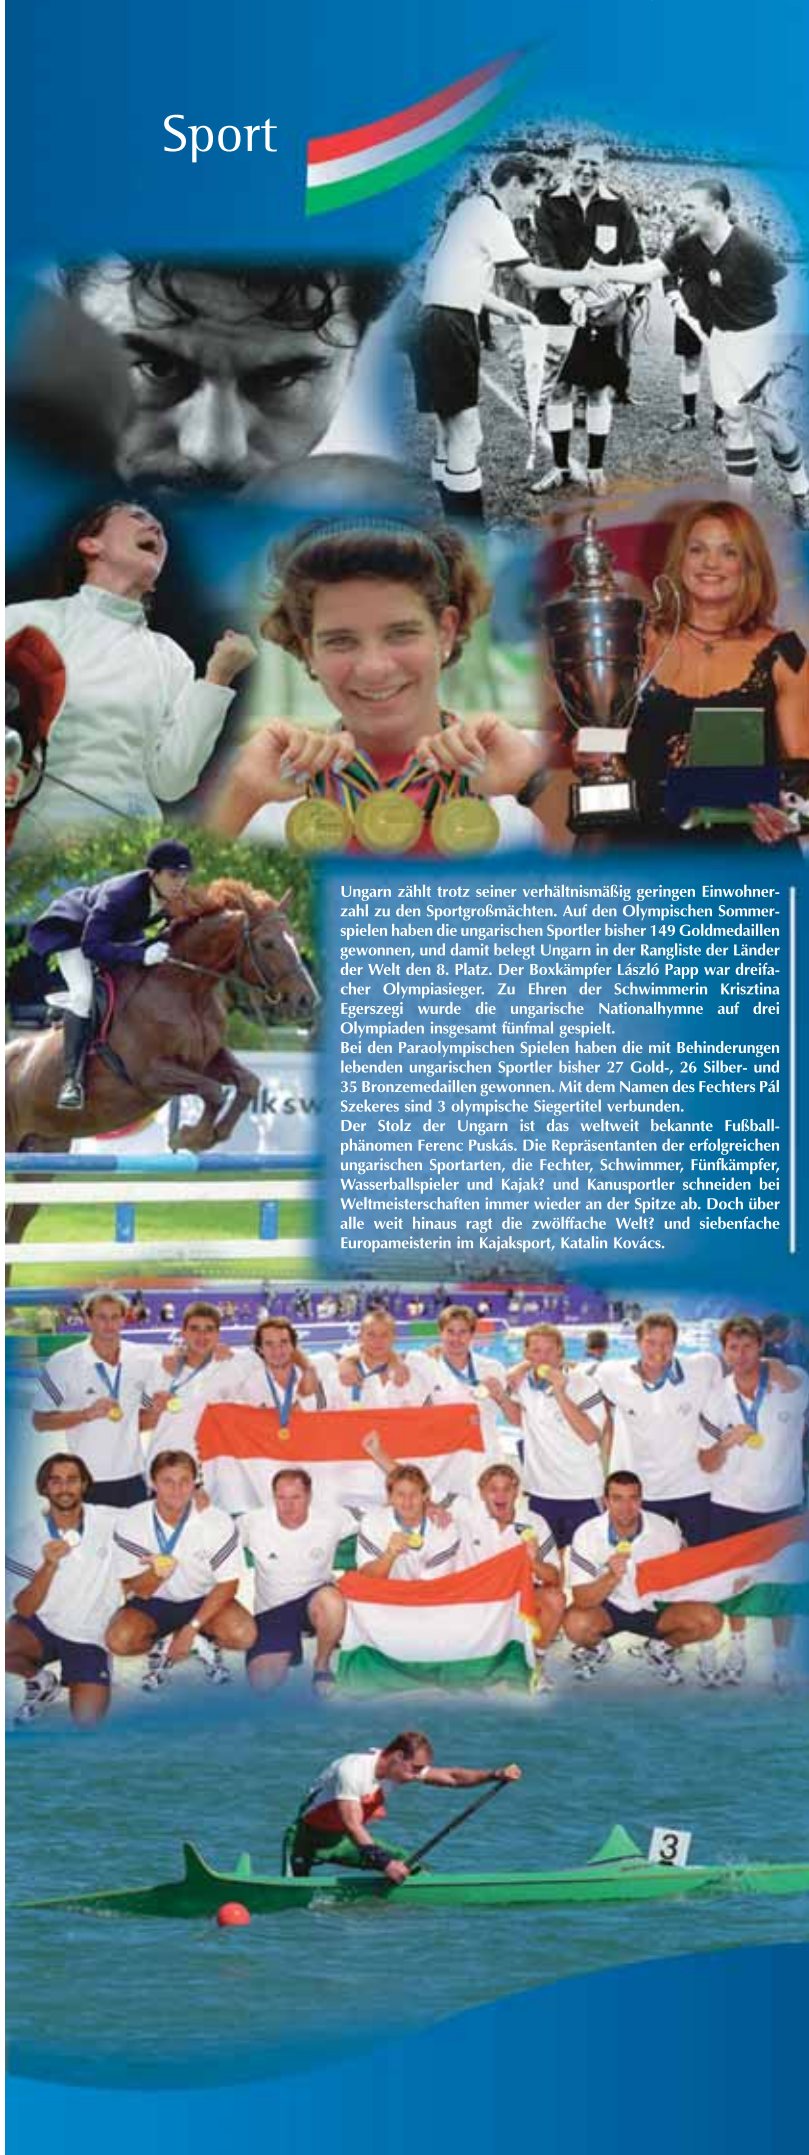 Sport
Ungarn zählt trotz seiner verhältnismäßig geringen Einwohner-
zahl zu den Sportgroßmächten. Auf den Olympischen Sommer-
spielen haben die ungarischen Sportler bisher 149 Goldmedaillen
gewonnen, und damit belegt Ungarn in der Rangliste der Länder
der Welt den 8. Platz. Der Boxkämpfer László Papp war dreifa-
cher Olympiasieger. Zu Ehren der Schwimmerin Krisztina
Egerszegi wurde die ungarische Nationalhymne auf drei
Olympiaden insgesamt fünfmal gespielt.
Bei den Paraolympischen Spielen haben die mit Behinderungen
lebenden ungarischen Sportler bisher 27 Gold-, 26 Silber- und
35 Bronzemedaillen gewonnen. Mit dem Namen des Fechters Pál
Szekeres sind 3 olympische Siegertitel verbunden.
Der Stolz der Ungarn ist das weltweit bekannte Fußball-
phänomen Ferenc Puskás. Die Repräsentanten der erfolgreichen
ungarischen Sportarten, die Fechter, Schwimmer, Fünfkämpfer,
Wasserballspieler und Kajak? und Kanusportler schneiden bei
Weltmeisterschaften immer wieder an der Spitze ab. Doch über
alle weit hinaus ragt die zwölffache Welt? und siebenfache
Europameisterin im Kajaksport, Katalin Kovács.
lksw
3